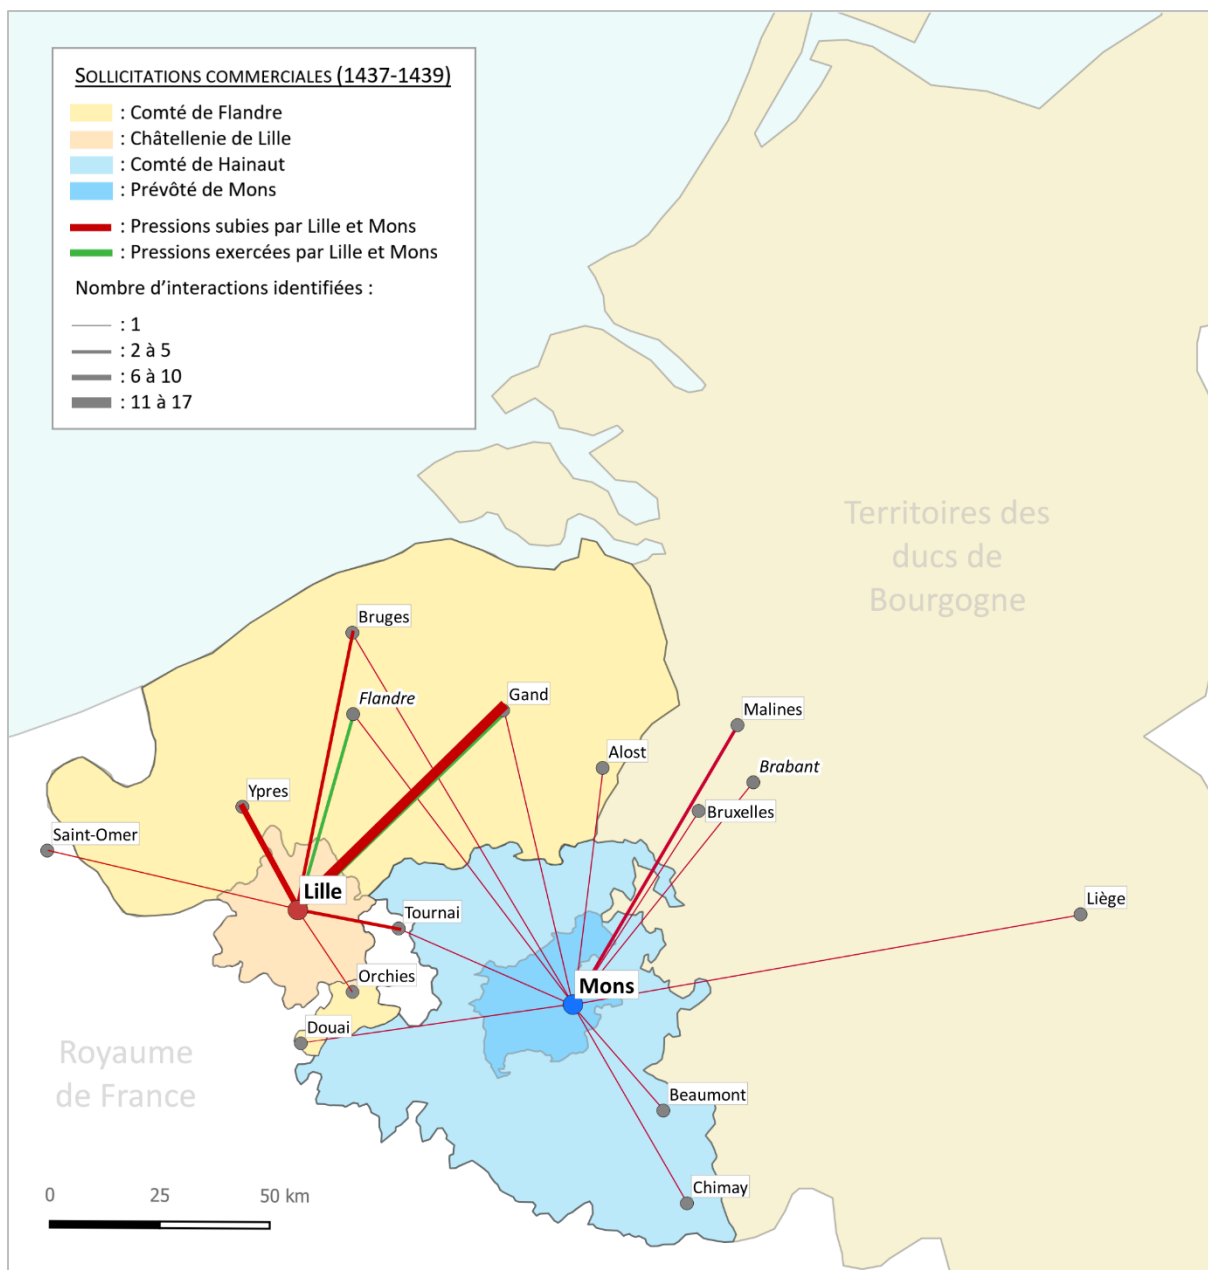 SOLLICITATIONS COMMERCIALES (1437-1439)
: Comté de Flandre
: Châtellenie de Lille
: Comté de Hainaut
: Prévôté de Mons
: Pressions subies par Lille et Mons
: Pressions exercées par Lille et Mons
Nombre d'interactions identifiées :
: 1
: 2 à 5
: 6 à 10
: 11 à 17
Territoires des
ducs de
Bourgogne
Bruges
Flandre
Gand
Malines
Alost
Brabant
Ypres
Bruxelles
Saint-Omer
Lille
Tournai
Liège
Orchies
Mons
Douai
Royaume
de France
Beaumont
Chimay
0 25 50 km